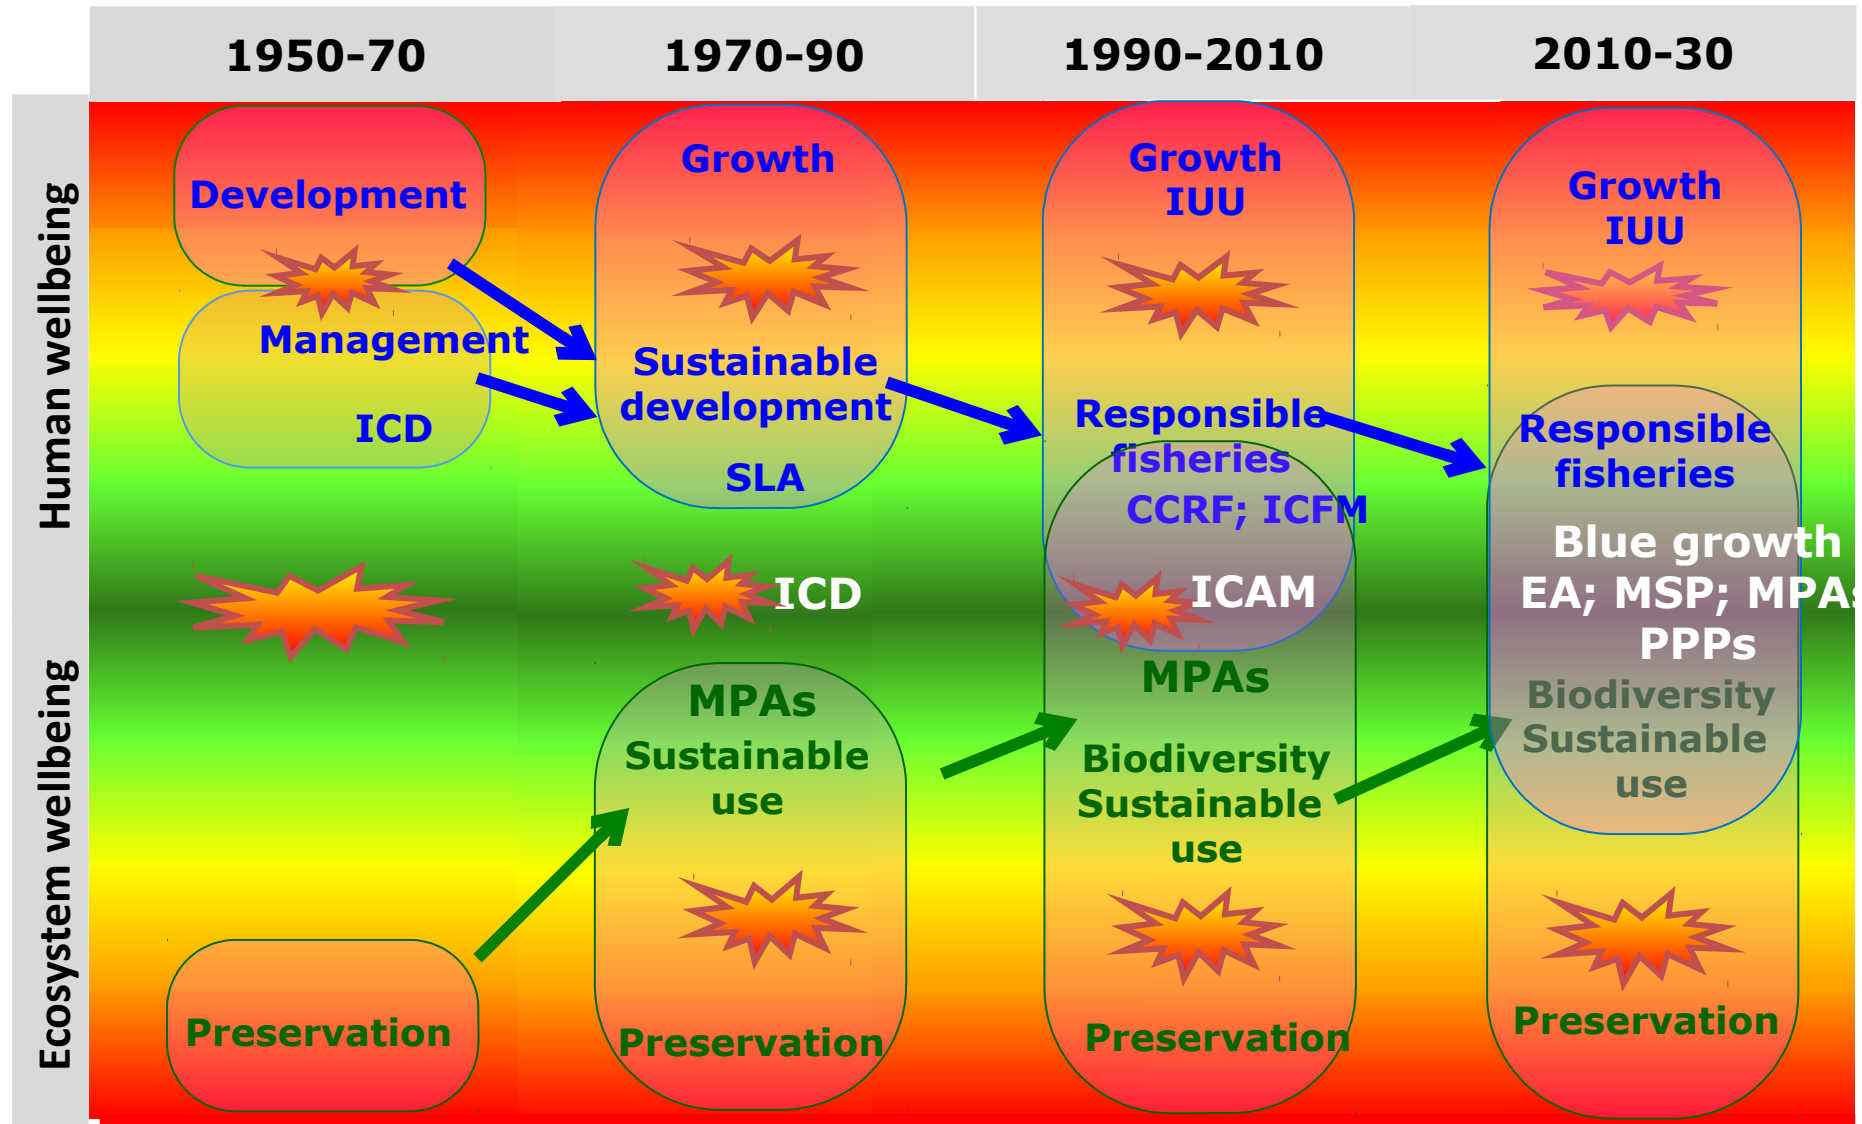 1950-70
1970-90
1990-2010
2010-30
Human wellbeing
Ecosystem wellbeing
Development
Management
ICD
Preservation
Growth
Sustainable
development
SLA
ICD
MPAs
Sustainable
use
Preservation
Growth
IUU
Responsible
fisheries
CCRF; ICFM
ICAM
MPAs
Biodiversity
Sustainable
use
Preservation
Growth
IUU
Responsible
fisheries
Blue growth
EA; MSP; MPAs
PPPs
Biodiversity
Sustainable
use
Preservation